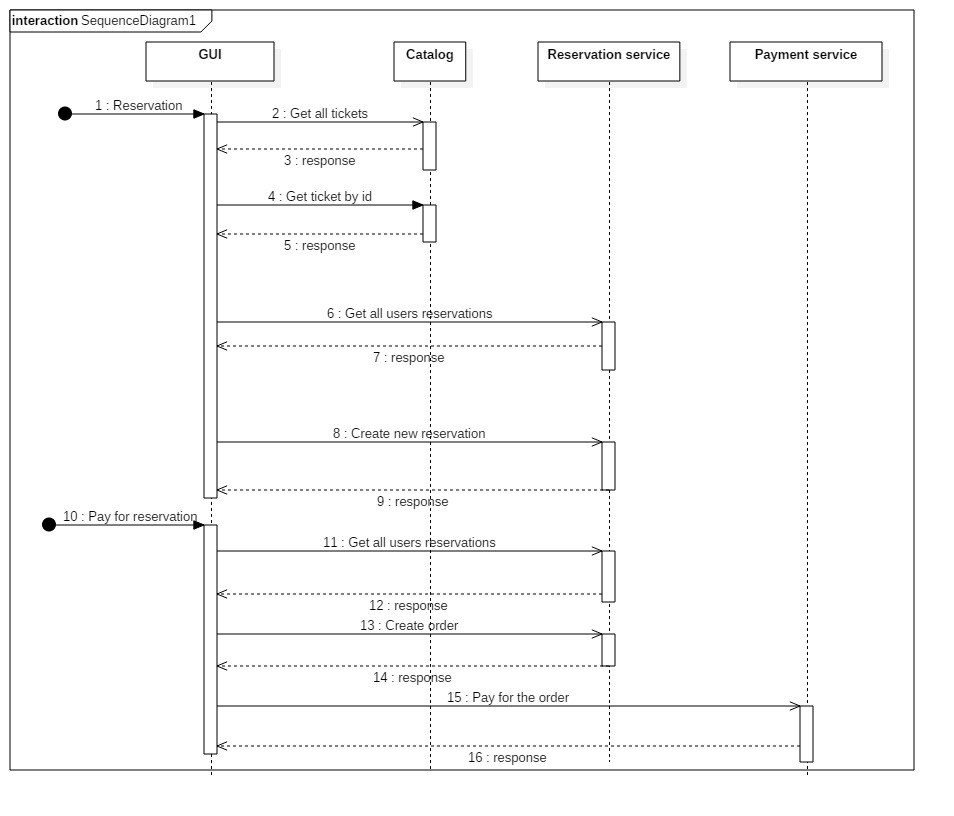 interaction SequenceDiagram1
GUI
Catalog
Reservation service
Payment service
1 : Reservation
2 : Get all tickets
3 : response
4 : Get ticket by id
5 : response
6 : Get all users reservations
7 : response
8 : Create new reservation
9 : response
10 : Pay for reservation
11 : Get all users reservations
12 : response
13 : Create order
14 : response
15 : Pay for the order
16 : response